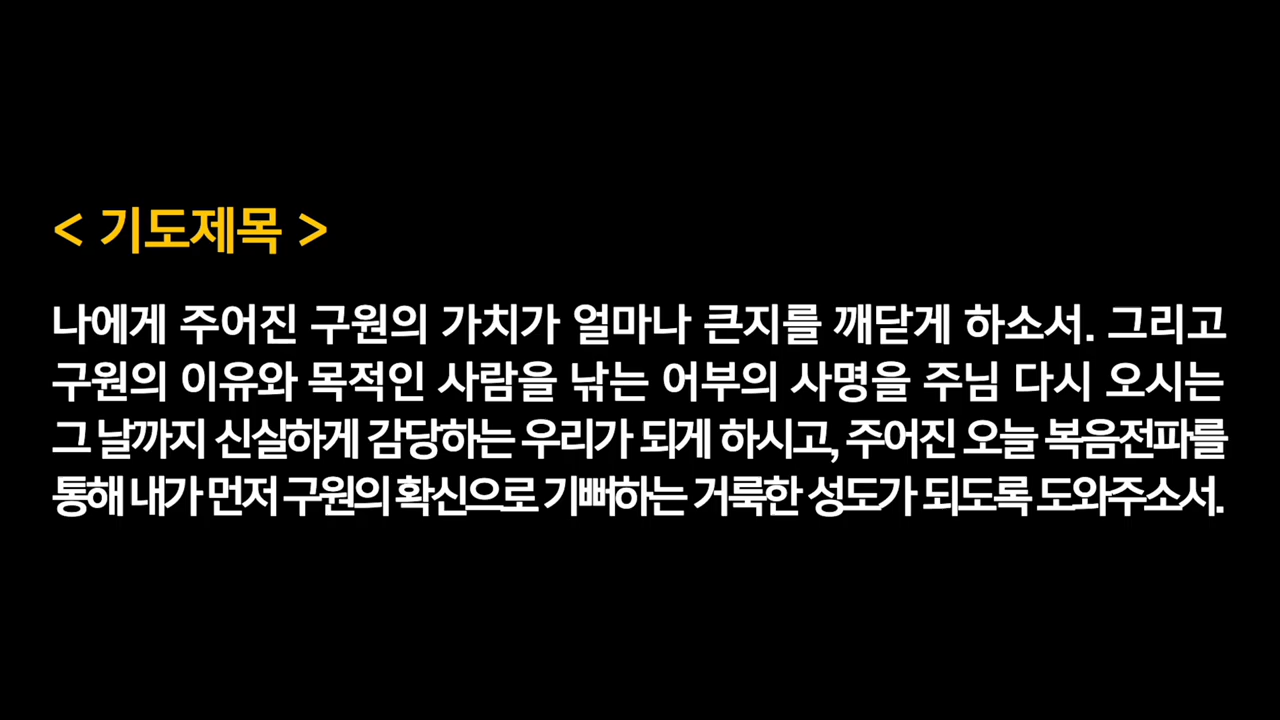 < 기도제목 >
나에게 주어진 구원의 가치가 얼마나 큰지를 깨닫게 하소서. 그리고
구원의 이유와 목적인 사람을 낚는 어부의 사명을 주님 다시 오시는
그 날까지 신실하게 감당하는 우리가 되게 하시고, 주어진 오늘 복음전파를
통해 내가 먼저 구원의 확신으로 기뻐하는 거룩한 성도가 되도록 도와주소서.